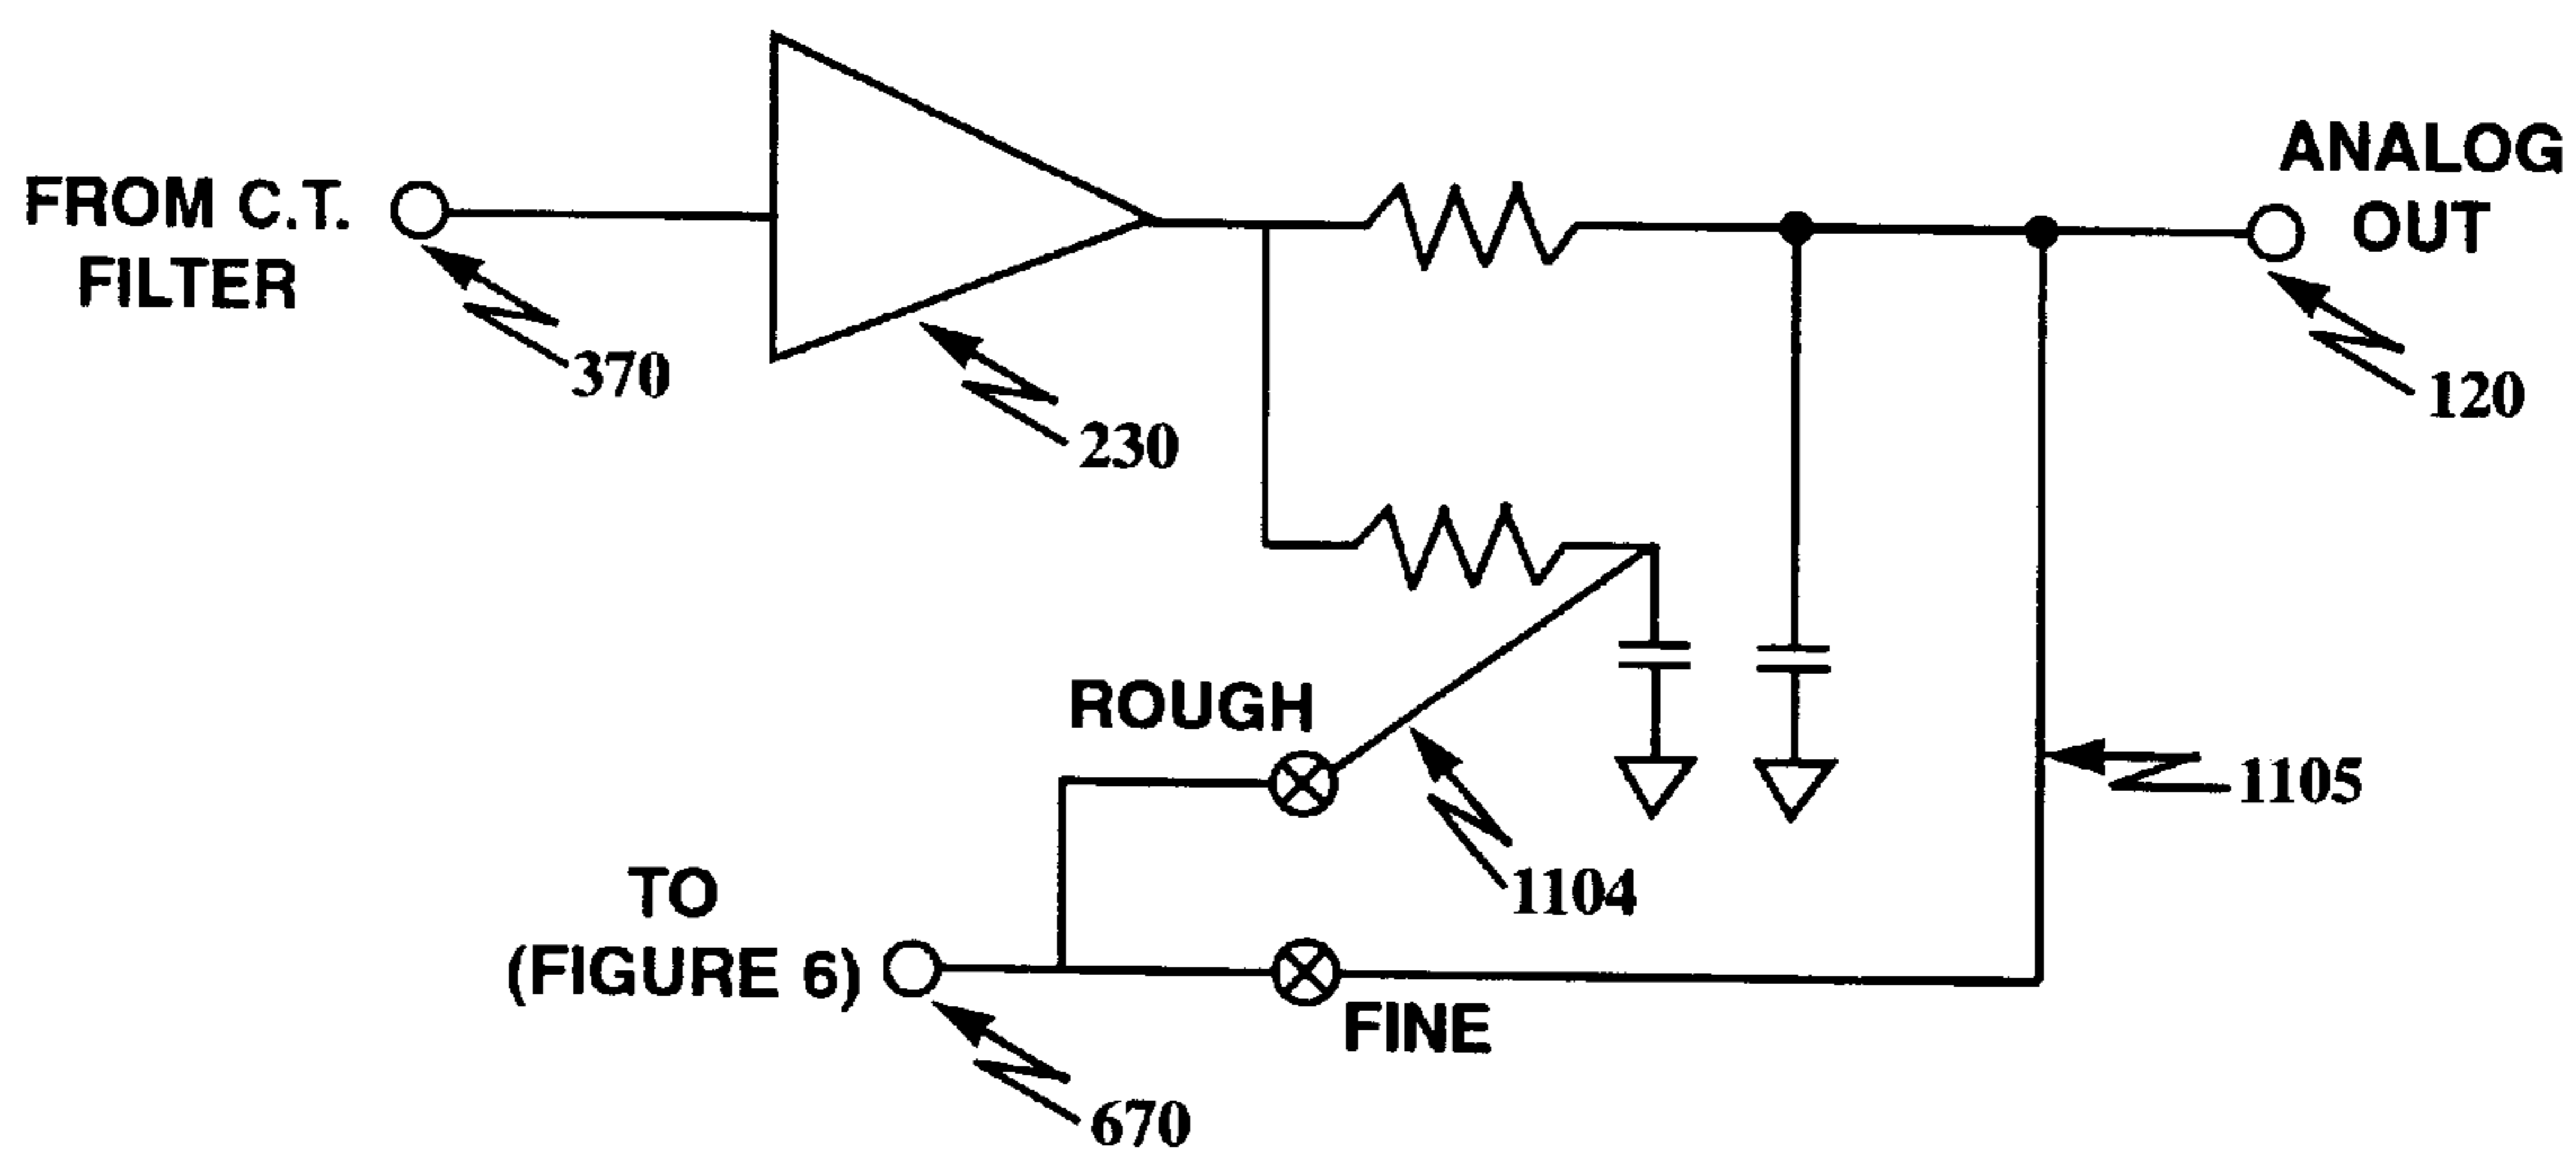 FROM C.T.
FILTER
370
230
ANALOG
OUT
120
ROUGH
1104
1105
TO
(FIGURE 6)
FINE
670